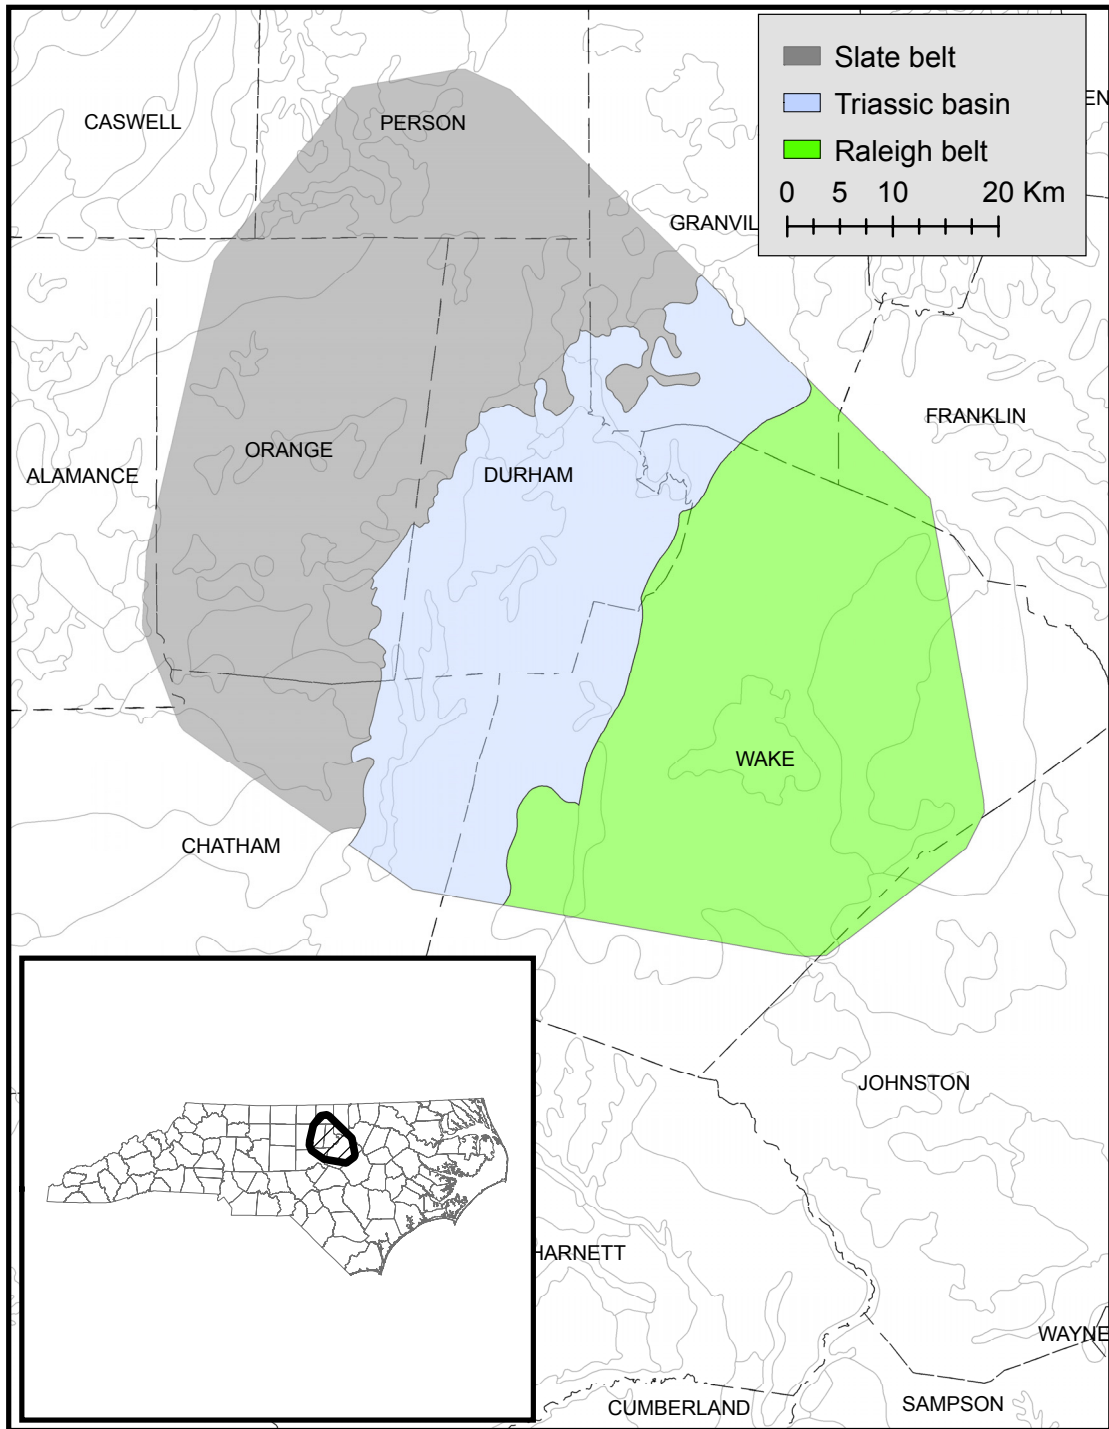 Slate belt
Triassic basin
Raleigh belt
0 5 10 20 Km
EN
CASWELL
PERSON
GRANVIL
FRANKLIN
ORANGE
ALAMANCE
DURHAM
WAKE
CHATHAM
JOHNSTON
HARNETT
WAYNE
SAMPSON
CUMBERLAND